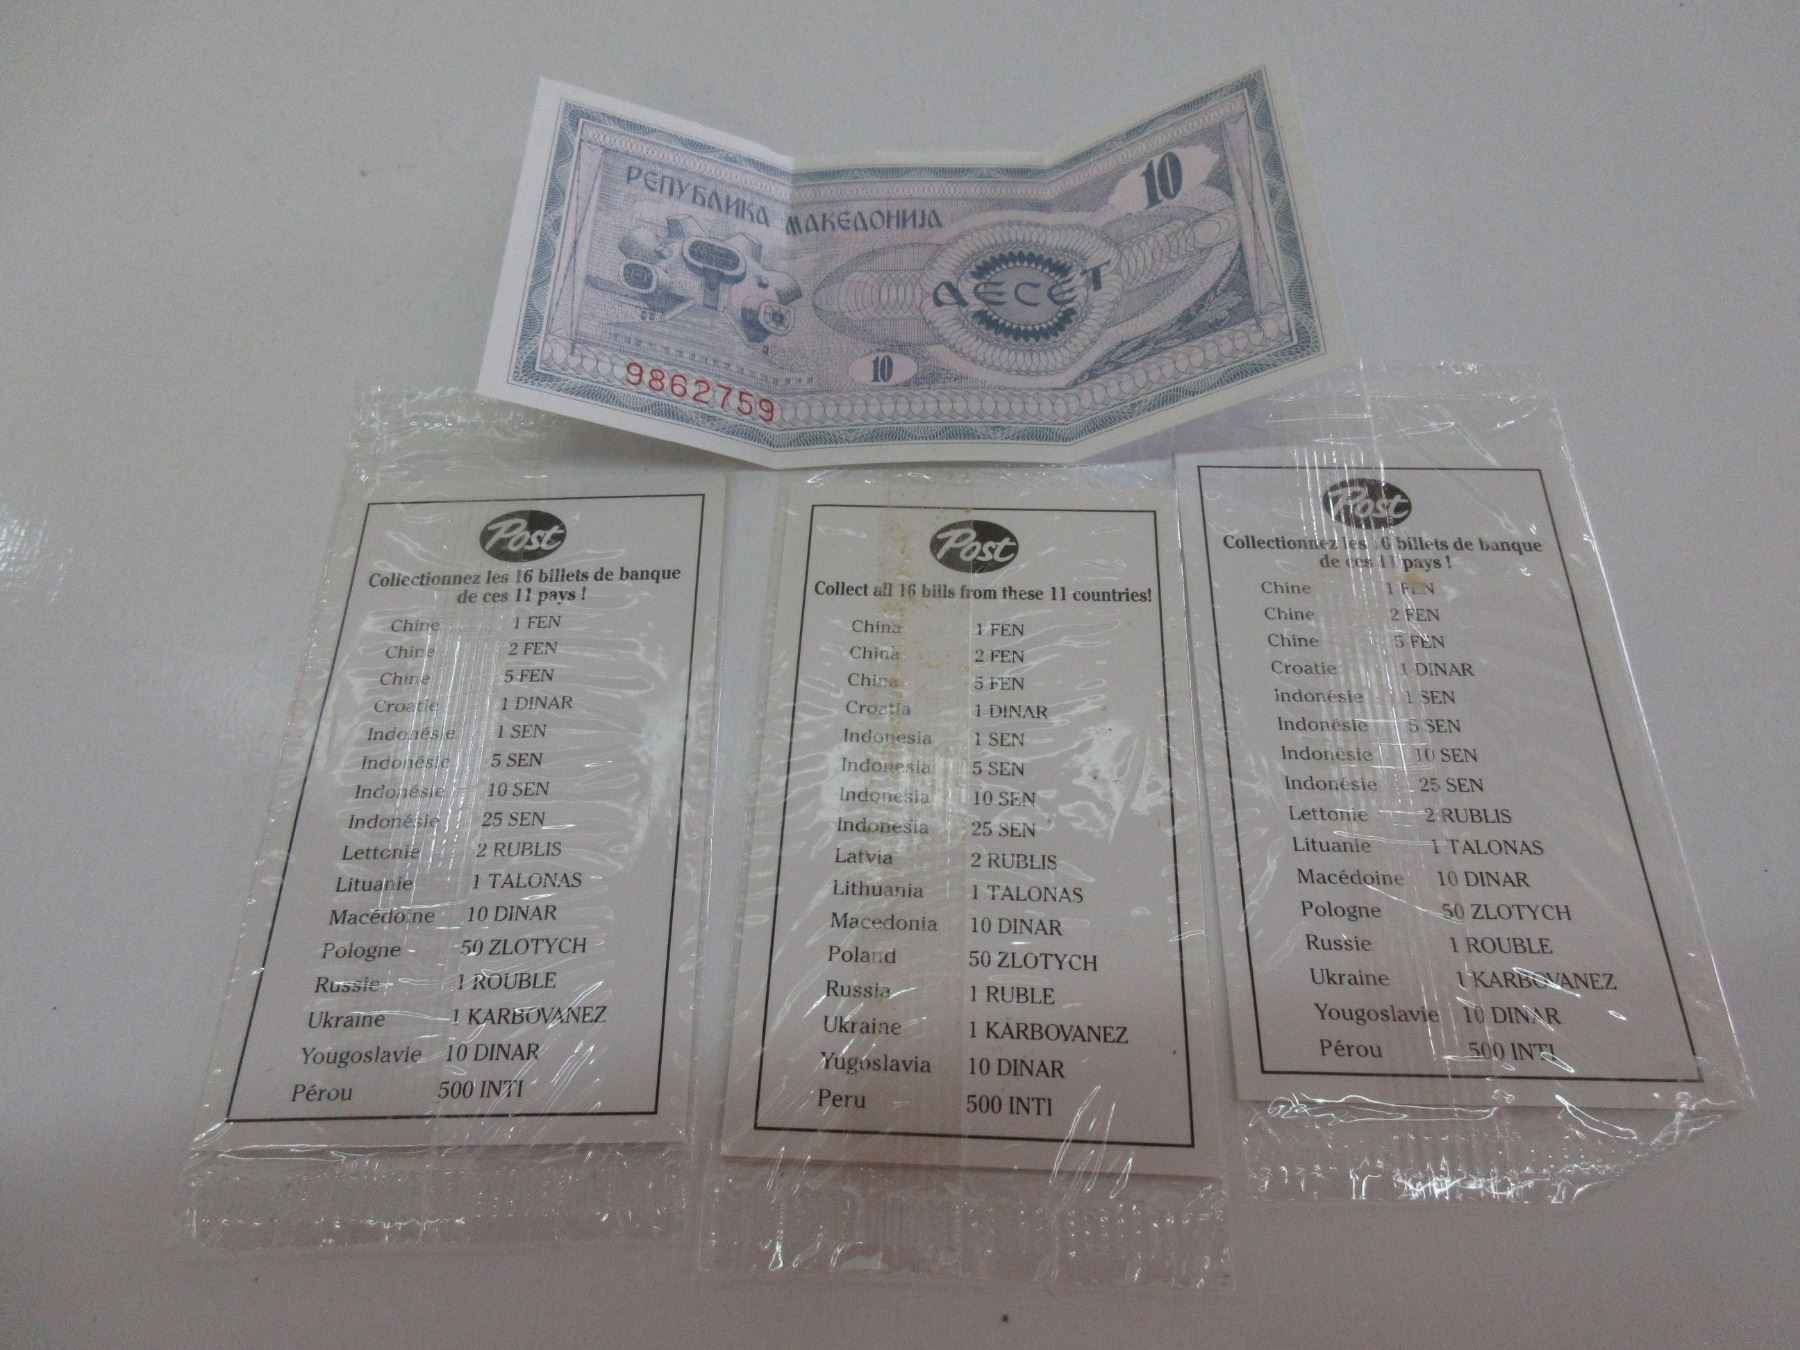 РЕПУБЛИКА МАКЕДОНИЈА
10
ДЕСЕТ
10
9862759
Post
Collectionnez les 16 billets de banque
de ces 11 pays !
Chine 1 FEN
Chine 2 FEN
Chine 5 FEN
Croatie 1 DINAR
Indonésie 1 SEN
Indonésie 5 SEN
Indonésie 10 SEN
Indonésie 25 SEN
Lettonie 2 RUBLIS
Lituanie 1 TALONAS
Macédoine 10 DINAR
Pologne 50 ZLOTYCH
Russie 1 ROUBLE
Ukraine 1 KARBOVANEZ
Yougoslavie 10 DINAR
Pérou 500 INTI
Post
Collect all 16 bills from these 11 countries!
China 1 FEN
China 2 FEN
China 5 FEN
Croatia 1 DINAR
Indonesia 1 SEN
Indonesia 5 SEN
Indonesia 10 SEN
Indonesia 25 SEN
Latvia 2 RUBLIS
Lithuania 1 TALONAS
Macedonia 10 DINAR
Poland 50 ZLOTYCH
Russia 1 RUBLE
Ukraine 1 KARBOVANEZ
Yugoslavia 10 DINAR
Peru 500 INTI
Post
Collectionnez les 16 billets de banque
de ces 11 pays !
Chine 1 FEN
Chine 2 FEN
Chine 5 FEN
Croatie 1 DINAR
Indonésie 1 SEN
Indonésie 5 SEN
Indonésie 10 SEN
Indonésie 25 SEN
Lettonie 2 RUBLIS
Lituanie 1 TALONAS
Macédoine 10 DINAR
Pologne 50 ZLOTYCH
Russie 1 ROUBLE
Ukraine 1 KARBOVANEZ
Yougoslavie 10 DINAR
Pérou 500 INTI